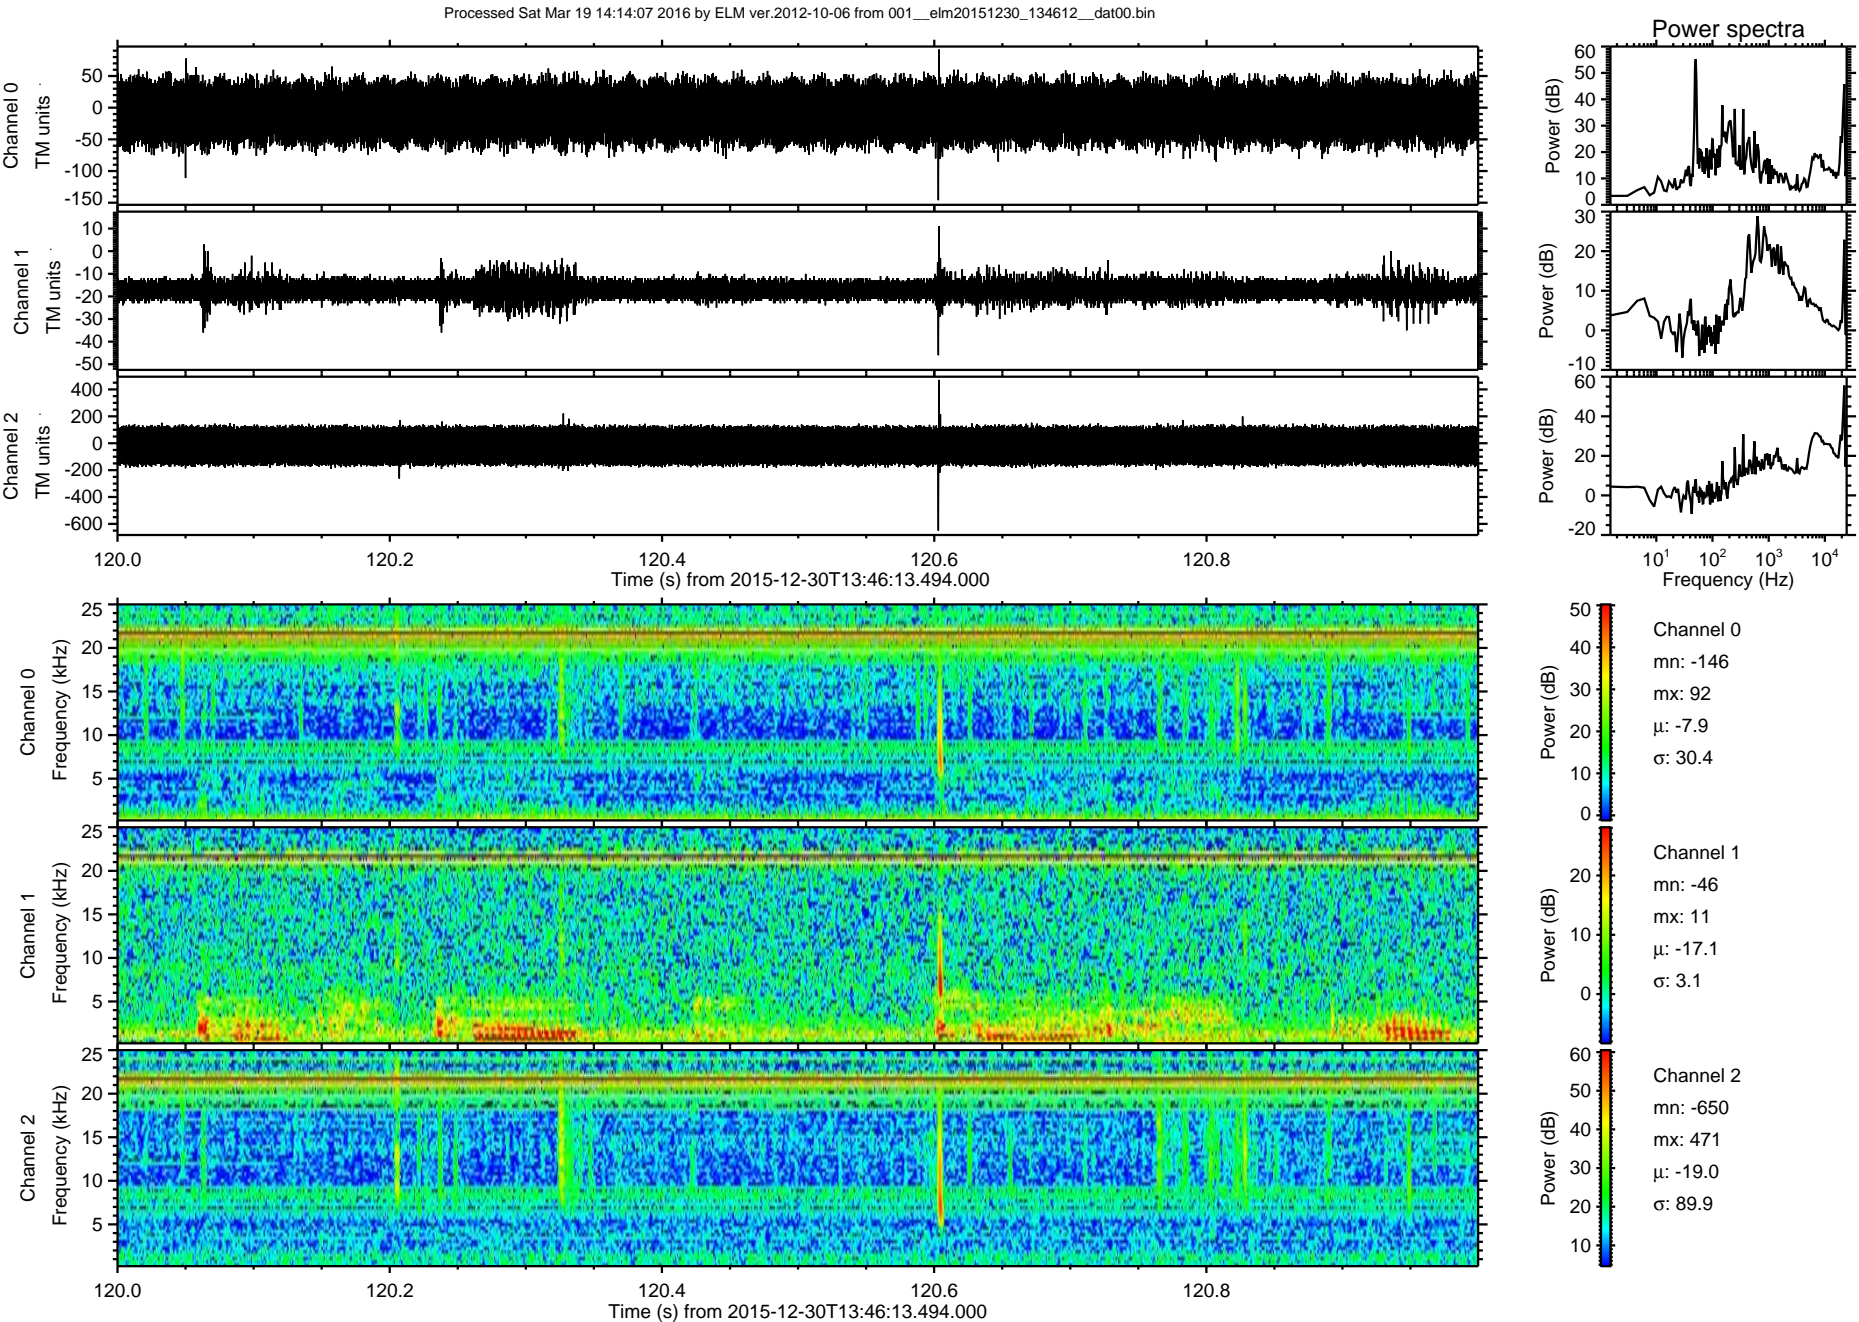 Processed Sat Mar 19 14:14:07 2016 by ELM ver.2012-10-06 from 001__elm20151230_134612__dat00.bin
Power spectra
Channel 0
TM units
50
0
-50
-100
-150
Power (dB)
60
50
40
30
20
10
0
Channel 1
TM units
10
0
-10
-20
-30
-40
-50
Power (dB)
30
20
10
0
-10
Channel 2
TM units
400
200
0
-200
-400
-600
Power (dB)
60
40
20
0
-20
120.0 120.2 120.4 120.6 120.8
Time (s) from 2015-12-30T13:46:13.494.000
10¹ 10² 10³ 10⁴
Frequency (Hz)
Channel 0
Frequency (kHz)
25
20
15
10
5
Power (dB)
50
40
30
20
10
0
Channel 0
mn: -146
mx: 92
μ: -7.9
σ: 30.4
Channel 1
Frequency (kHz)
25
20
15
10
5
Power (dB)
20
10
0
Channel 1
mn: -46
mx: 11
μ: -17.1
σ: 3.1
Channel 2
Frequency (kHz)
25
20
15
10
5
Power (dB)
60
50
40
30
20
10
Channel 2
mn: -650
mx: 471
μ: -19.0
σ: 89.9
120.0 120.2 120.4 120.6 120.8
Time (s) from 2015-12-30T13:46:13.494.000